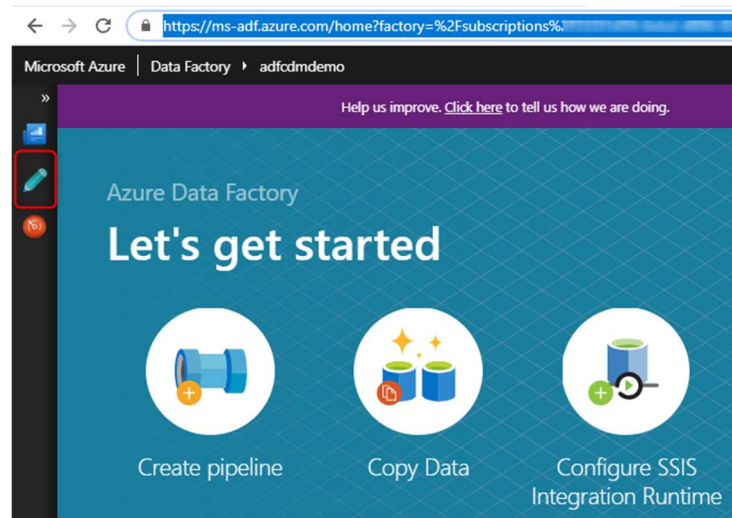 https://ms-adf.azure.com/home?factory=%2Fsubscriptions%
Microsoft Azure | Data Factory ▸ adfcdmdemo
»
Help us improve. Click here to tell us how we are doing.
Azure Data Factory
Let's get started
Create pipeline
Copy Data
Configure SSIS
Integration Runtime